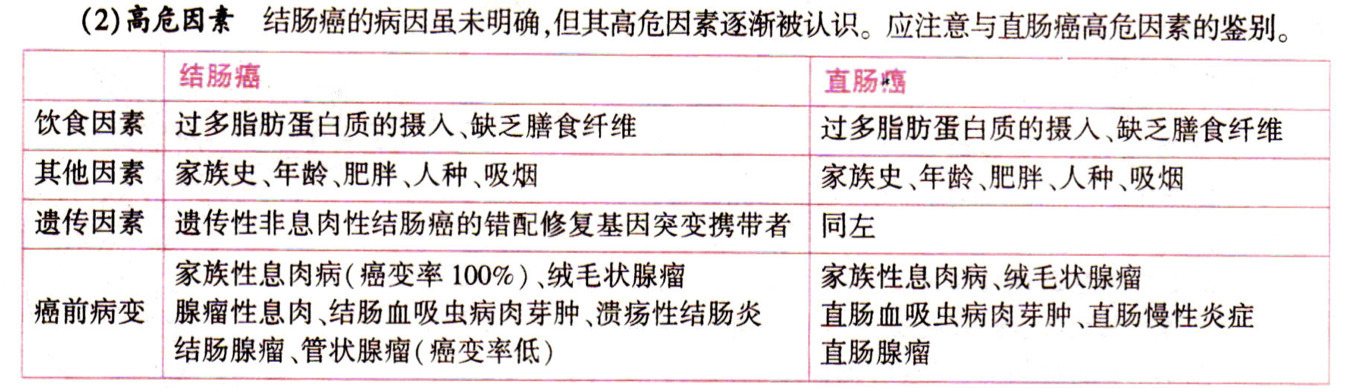 (2)高危因素 结肠癌的病因虽未明确,但其高危因素逐渐被认识。应注意与直肠癌高危因素的鉴别。
结肠癌 直肠癌
饮食因素 过多脂肪蛋白质的摄入、缺乏膳食纤维 过多脂肪蛋白质的摄入、缺乏膳食纤维
其他因素 家族史、年龄、肥胖、人种、吸烟 家族史、年龄、肥胖、人种、吸烟
遗传因素 遗传性非息肉性结肠癌的错配修复基因突变携带者 同左
癌前病变 家族性息肉病(癌变率100%)、绒毛状腺瘤
腺瘤性息肉、结肠血吸虫病肉芽肿、溃疡性结肠炎
结肠腺瘤、管状腺瘤(癌变率低)
家族性息肉病、绒毛状腺瘤
直肠血吸虫病肉芽肿、直肠慢性炎症
直肠腺瘤